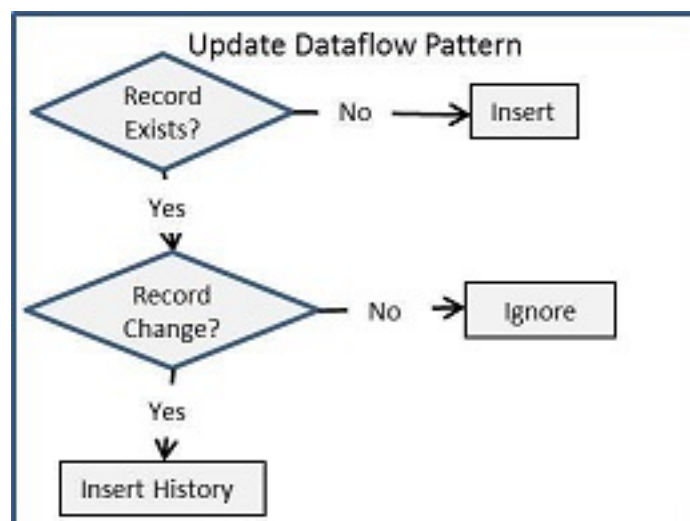 Update Dataflow Pattern
Record
Exists?
No
Insert
Yes
Record
Change?
No
Ignore
Yes
Insert History